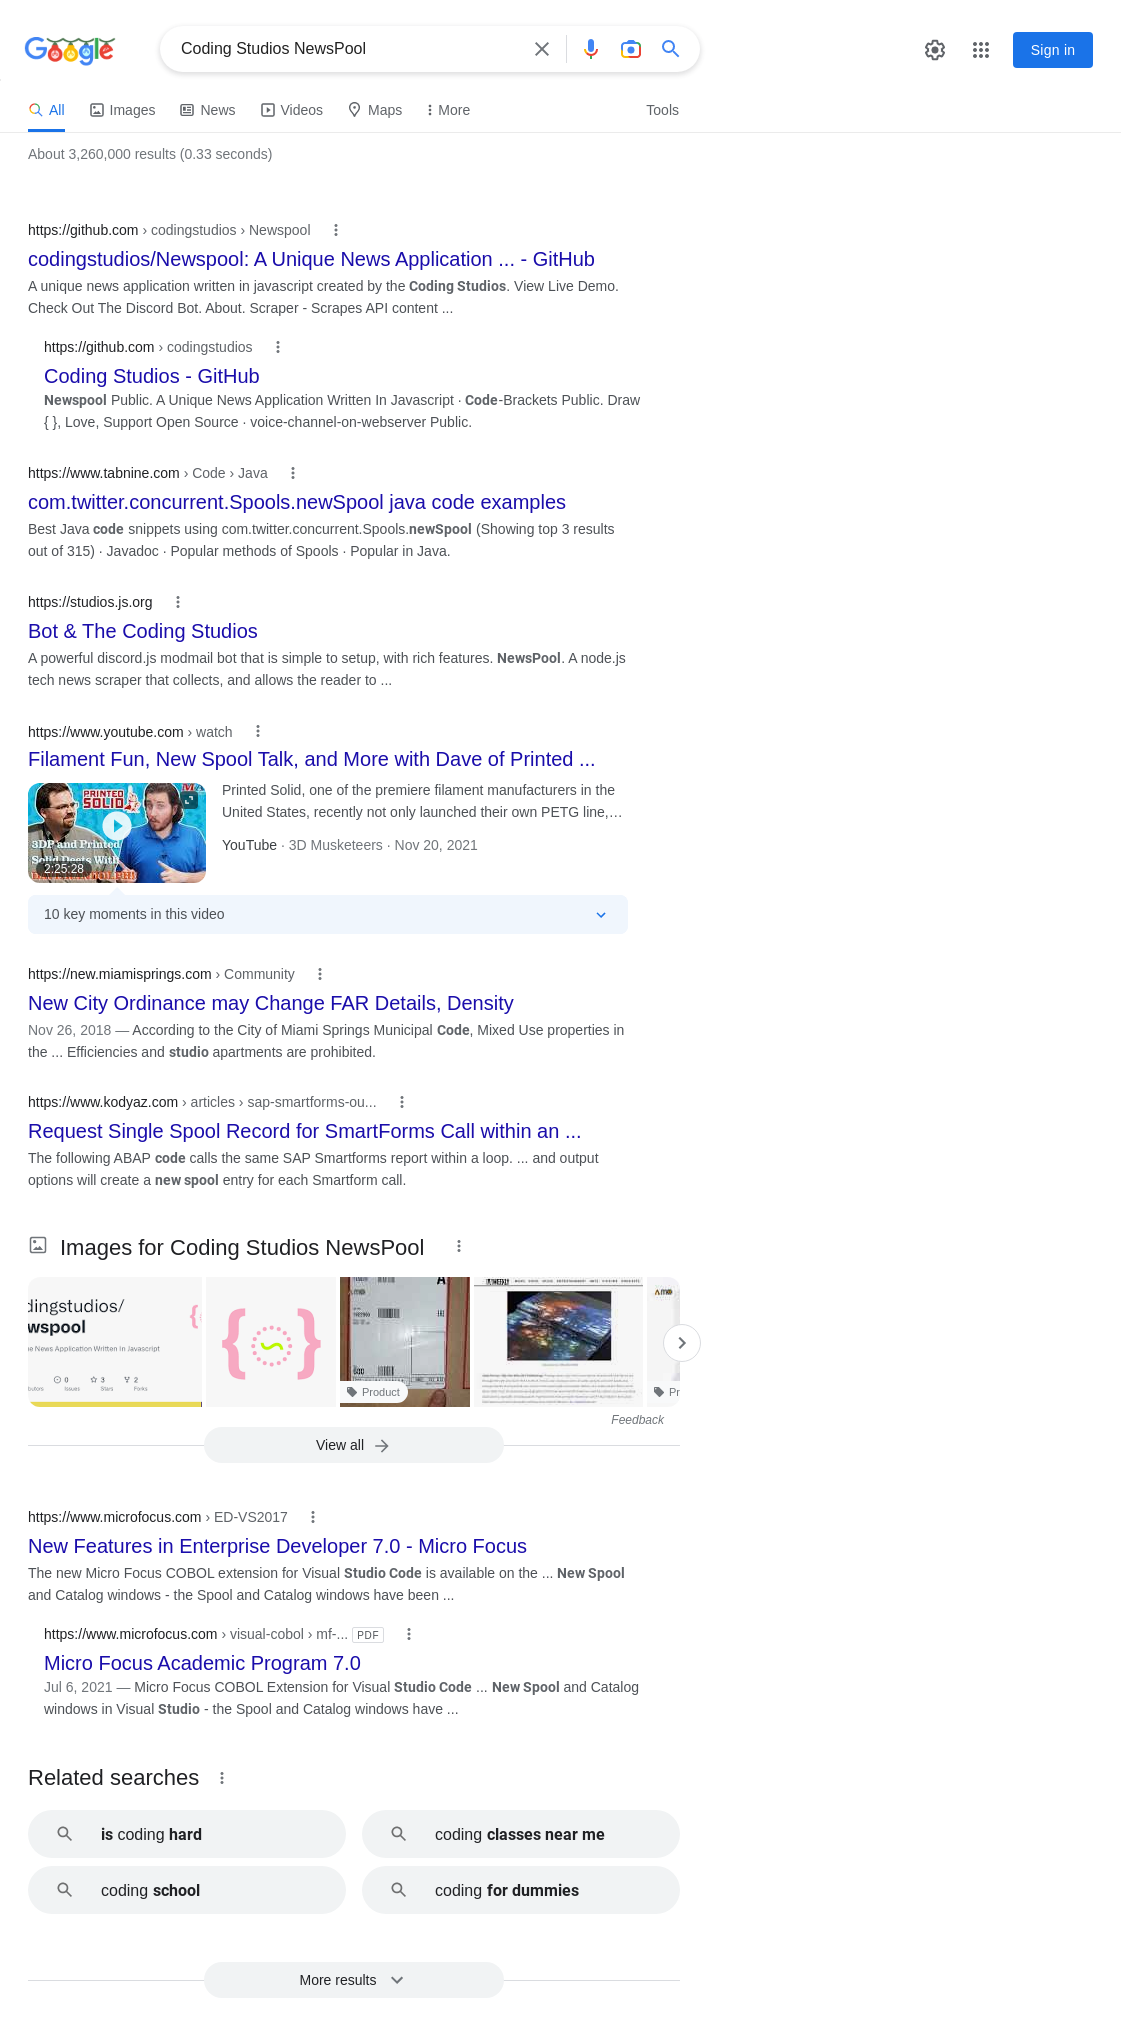 Google
Coding Studios NewsPool
Sign in
All
Images
News
Videos
Maps
More
Tools
About 3,260,000 results (0.33 seconds)
https://github.com › codingstudios › Newspool
codingstudios/Newspool: A Unique News Application ... - GitHub
A unique news application written in javascript created by the Coding Studios. View Live Demo.
Check Out The Discord Bot. About. Scraper - Scrapes API content ...
https://github.com › codingstudios
Coding Studios - GitHub
Newspool Public. A Unique News Application Written In Javascript · Code-Brackets Public. Draw
{ }, Love, Support Open Source · voice-channel-on-webserver Public.
https://www.tabnine.com › Code › Java
com.twitter.concurrent.Spools.newSpool java code examples
Best Java code snippets using com.twitter.concurrent.Spools.newSpool (Showing top 3 results
out of 315) · Javadoc · Popular methods of Spools · Popular in Java.
https://studios.js.org
Bot & The Coding Studios
A powerful discord.js modmail bot that is simple to setup, with rich features. NewsPool. A node.js
tech news scraper that collects, and allows the reader to ...
https://www.youtube.com › watch
Filament Fun, New Spool Talk, and More with Dave of Printed ...
PRINTED
SOLID
3DP and Printed
Solid Deets With
2:25:28
Printed Solid, one of the premiere filament manufacturers in the
United States, recently not only launched their own PETG line,...
YouTube · 3D Musketeers · Nov 20, 2021
10 key moments in this video
https://new.miamisprings.com › Community
New City Ordinance may Change FAR Details, Density
Nov 26, 2018 — According to the City of Miami Springs Municipal Code, Mixed Use properties in
the ... Efficiencies and studio apartments are prohibited.
https://www.kodyaz.com › articles › sap-smartforms-ou...
Request Single Spool Record for SmartForms Call within an ...
The following ABAP code calls the same SAP Smartforms report within a loop. ... and output
options will create a new spool entry for each Smartform call.
Images for Coding Studios NewsPool
dingstudios/
wspool
e News Application Written In Javascript
0
Issues
3
Stars
2
Forks
Product
WEEKLY
AMO
Pr
Feedback
View all
https://www.microfocus.com › ED-VS2017
New Features in Enterprise Developer 7.0 - Micro Focus
The new Micro Focus COBOL extension for Visual Studio Code is available on the ... New Spool
and Catalog windows - the Spool and Catalog windows have been ...
https://www.microfocus.com › visual-cobol › mf-... PDF
Micro Focus Academic Program 7.0
Jul 6, 2021 — Micro Focus COBOL Extension for Visual Studio Code ... New Spool and Catalog
windows in Visual Studio - the Spool and Catalog windows have ...
Related searches
is coding hard
coding classes near me
coding school
coding for dummies
More results